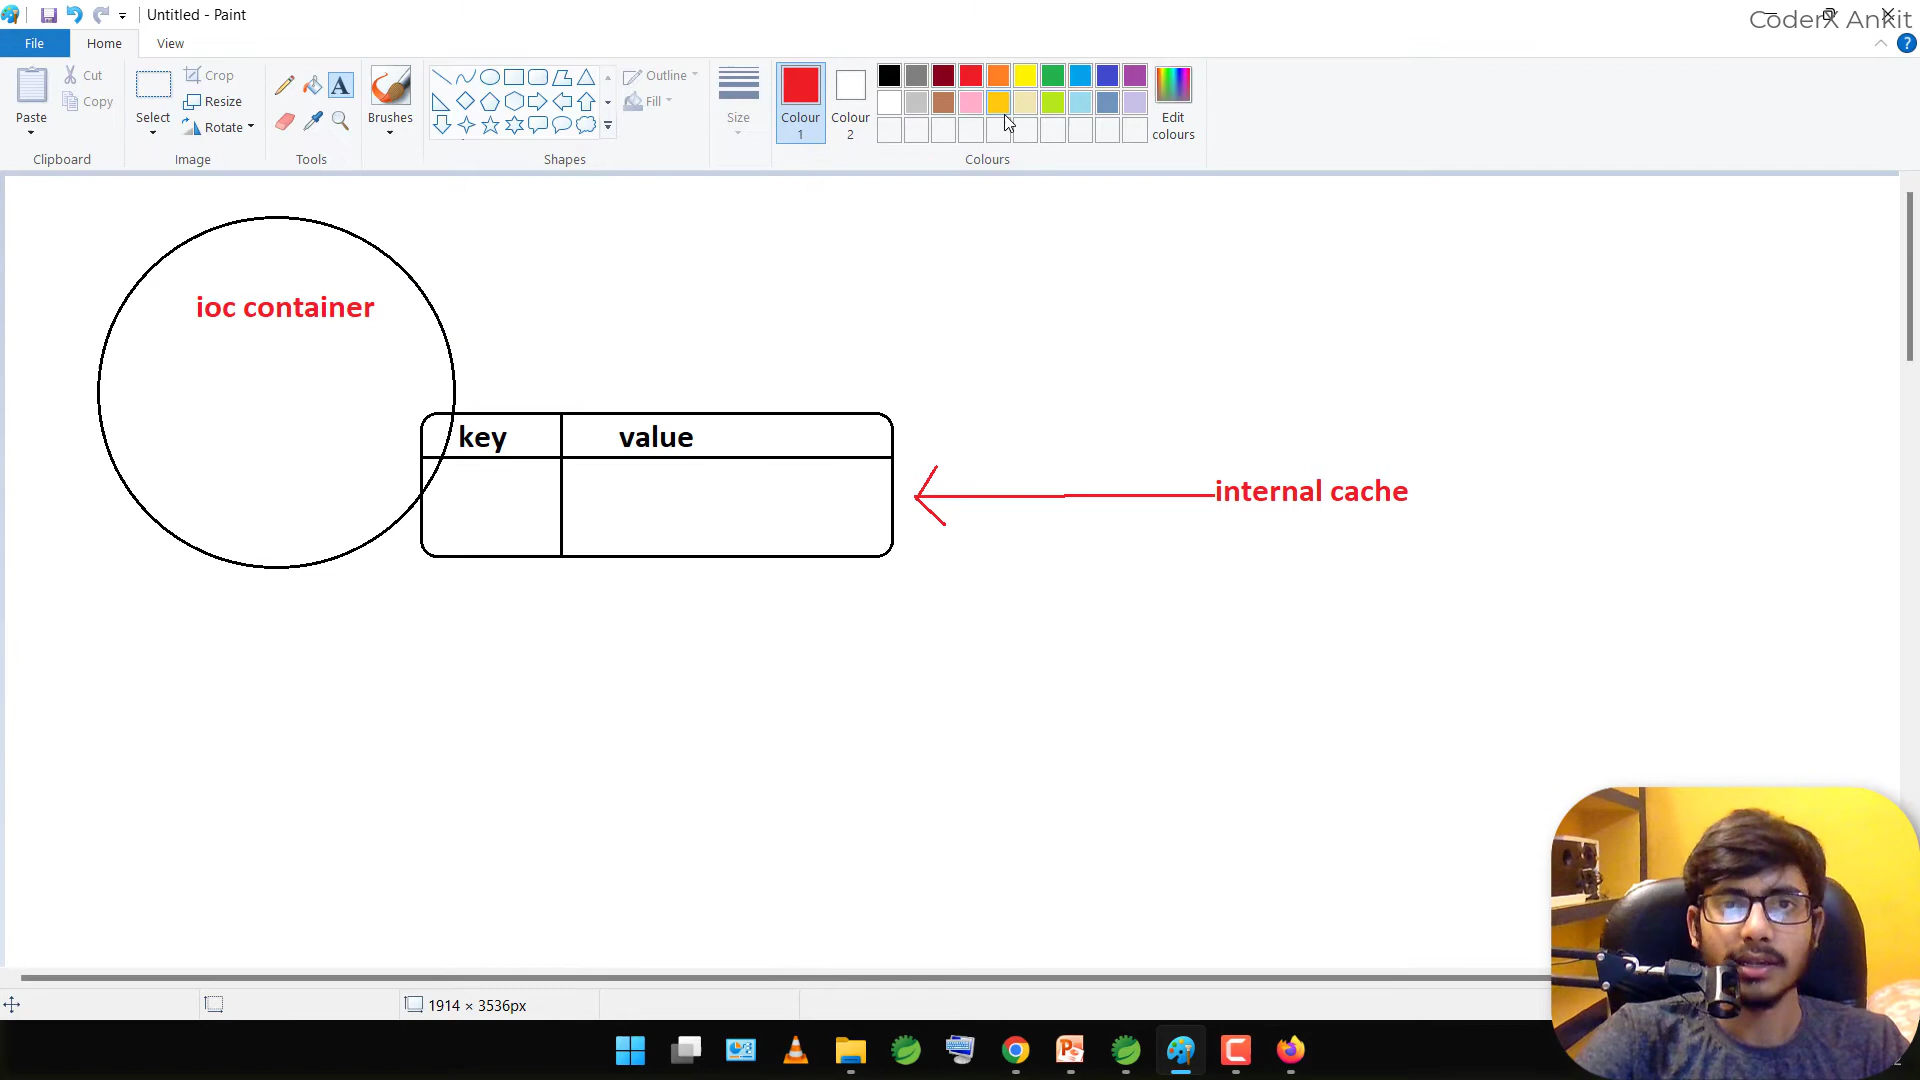 Untitled - Paint
CoderX Ankit
File
Home
View
Paste
Cut
Copy
Clipboard
Select
Crop
Resize
Rotate
Image
A
Tools
Brushes
Outline
Fill
Shapes
Size
Colour
1
Colour
2
Edit
colours
Colours
ioc container
key
value
internal cache
1914 × 3536px